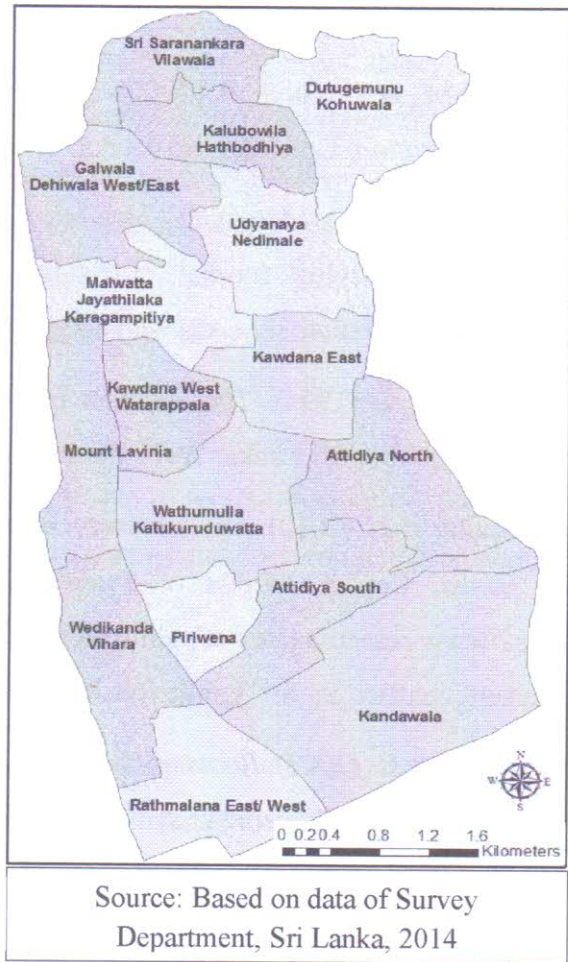 Sri Saranankara
Vilawala
Dutugemunu
Kohuwala
Kalubowila
Hathbodhiya
Galwala
Dehiwala West/East
Udyanaya
Nedimale
Malwatta
Jayathilaka
Karagampitiya
Kawdana East
Kawdana West
Watarappala
Mount Lavinia
Attidiya North
Wathumulla
Katukuruduwatta
Attidiya South
Wedikanda
Vihara
Piriwena
Kandawala
Rathmalana East/ West
N
W E
S
0 0.20.4 0.8 1.2 1.6
Kilometers
Source: Based on data of Survey
Department, Sri Lanka, 2014